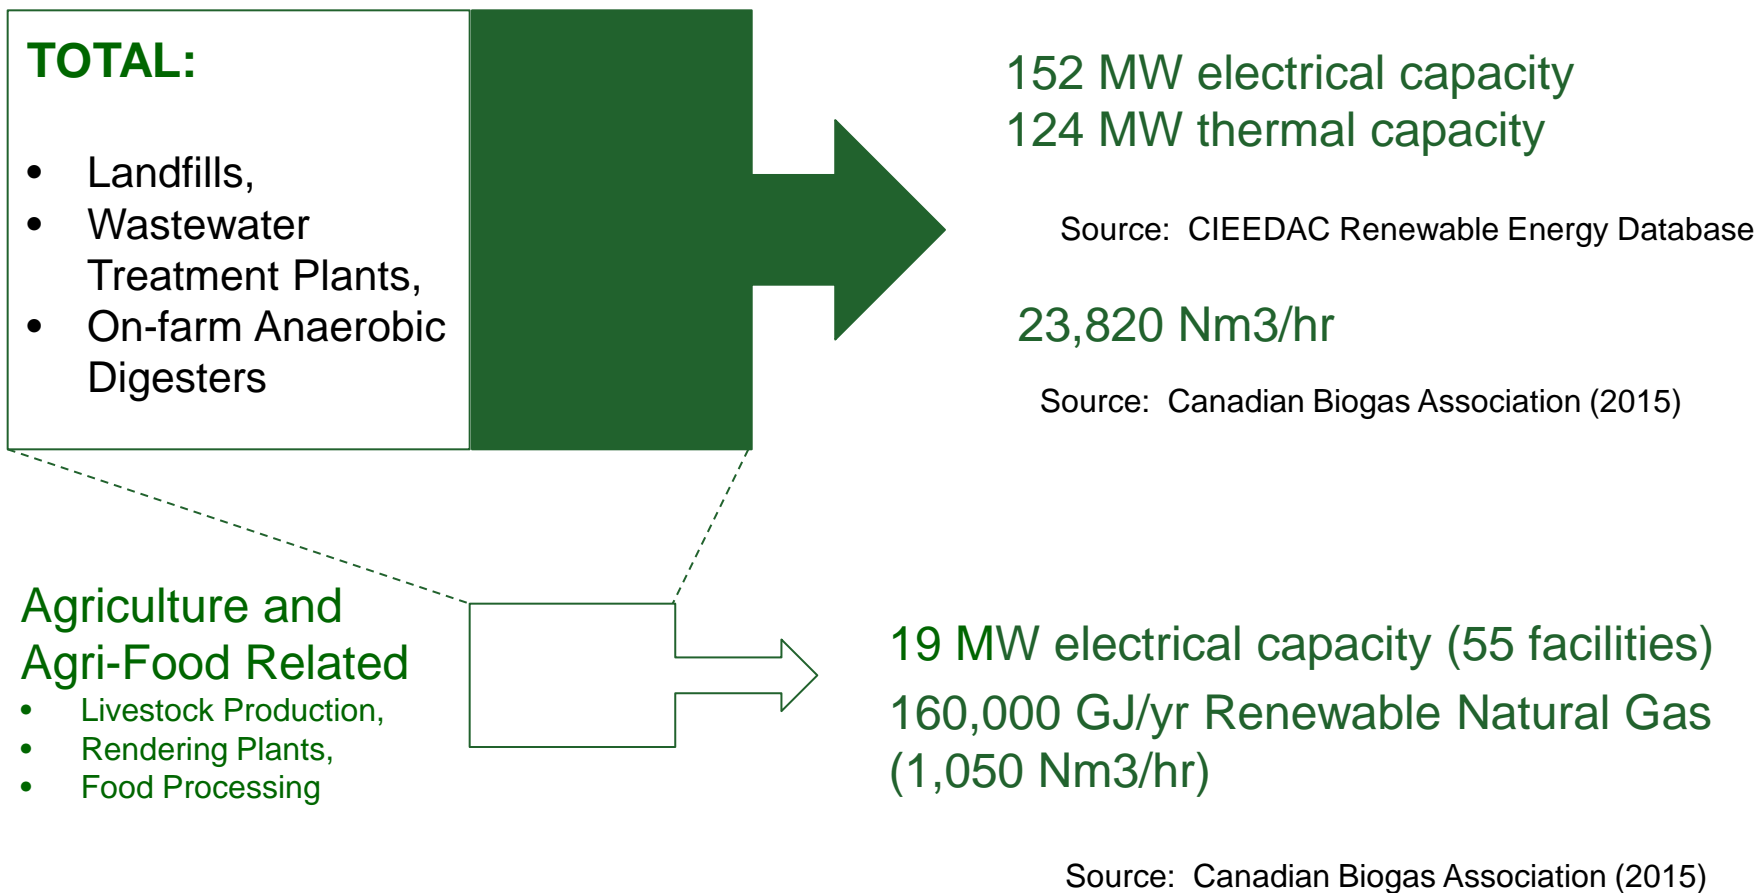 TOTAL:
• Landfills,
• Wastewater
Treatment Plants,
• On-farm Anaerobic
Digesters
152 MW electrical capacity
124 MW thermal capacity
Source: CIEEDAC Renewable Energy Database
23,820 Nm3/hr
Source: Canadian Biogas Association (2015)
Agriculture and
Agri-Food Related
• Livestock Production,
• Rendering Plants,
• Food Processing
19 MW electrical capacity (55 facilities)
160,000 GJ/yr Renewable Natural Gas
(1,050 Nm3/hr)
Source: Canadian Biogas Association (2015)